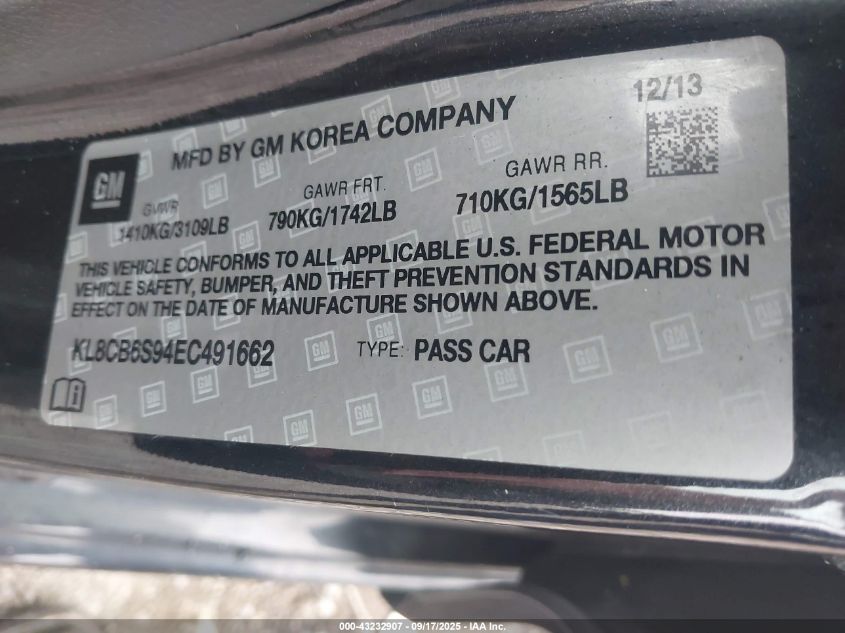 12/13
MFD BY GM KOREA COMPANY
GM
GVWR GAWR FRT. GAWR RR.
1410KG/3109LB 790KG/1742LB 710KG/1565LB
THIS VEHICLE CONFORMS TO ALL APPLICABLE U.S. FEDERAL MOTOR
VEHICLE SAFETY, BUMPER, AND THEFT PREVENTION STANDARDS IN
EFFECT ON THE DATE OF MANUFACTURE SHOWN ABOVE.
KL8CB6S94EC491662 TYPE: PASS CAR
000-43232907 - 09/17/2025 - IAA Inc.